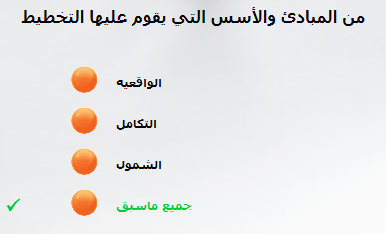 من المبادئ والأسس التي يقوم عليها التخطيط
الواقعيه
التكامل
الشمول
جميع ماسبق